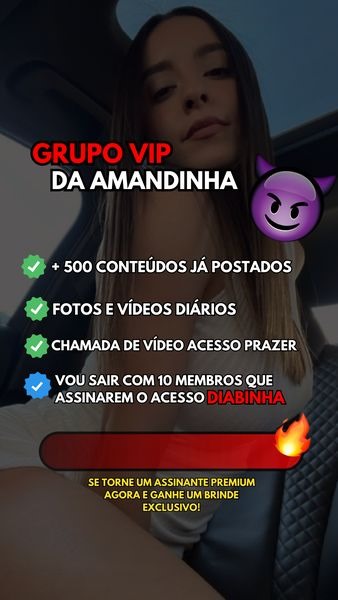 GRUPO VIP
DA AMANDINHA
+ 500 CONTEÚDOS JÁ POSTADOS
FOTOS E VÍDEOS DIÁRIOS
CHAMADA DE VÍDEO ACESSO PRAZER
VOU SAIR COM 10 MEMBROS QUE
ASSINAREM O ACESSO DIABINHA
SE TORNE UM ASSINANTE PREMIUM
AGORA E GANHE UM BRINDE
EXCLUSIVO!